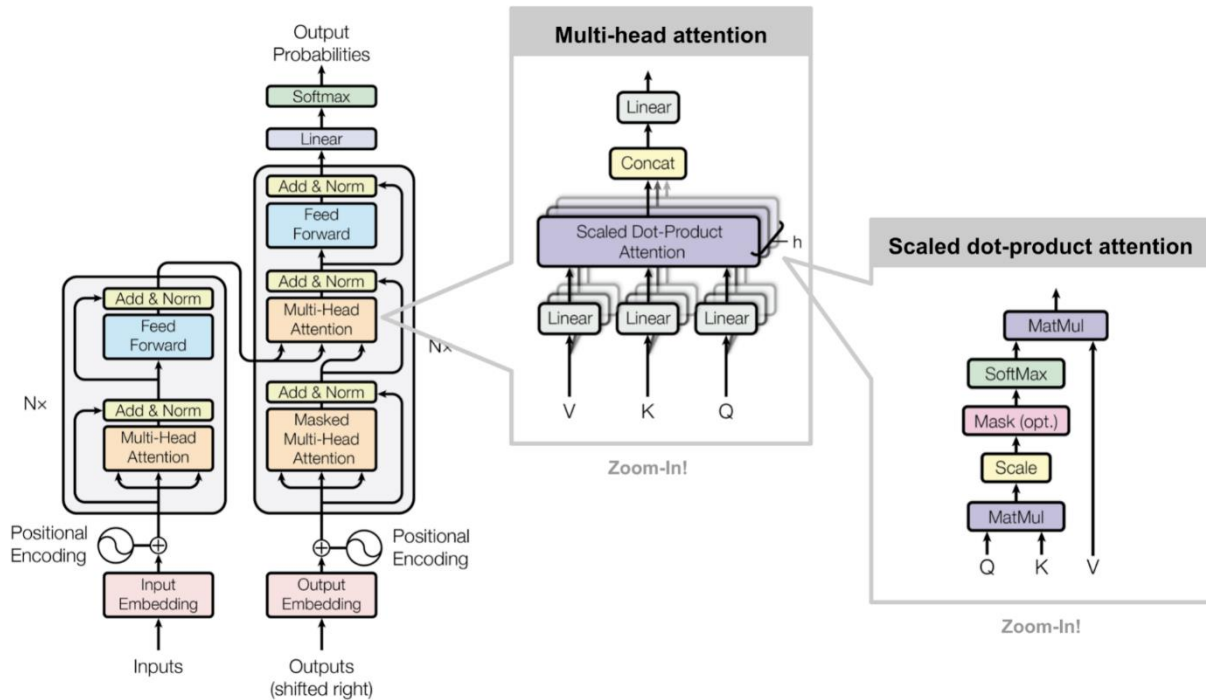 Output
Probabilities
Softmax
Linear
Add & Norm
Feed
Forward
Add & Norm
Multi-Head
Attention
Nx
Add & Norm
Masked
Multi-Head
Attention
Positional
Encoding
Output
Embedding
Outputs
(shifted right)
Add & Norm
Feed
Forward
Nx
Add & Norm
Multi-Head
Attention
Positional
Encoding
Input
Embedding
Inputs
Multi-head attention
Linear
Concat
Scaled Dot-Product
Attention
h
Linear Linear Linear
V K Q
Zoom-In!
Scaled dot-product attention
MatMul
SoftMax
Mask (opt.)
Scale
MatMul
Q K V
Zoom-In!